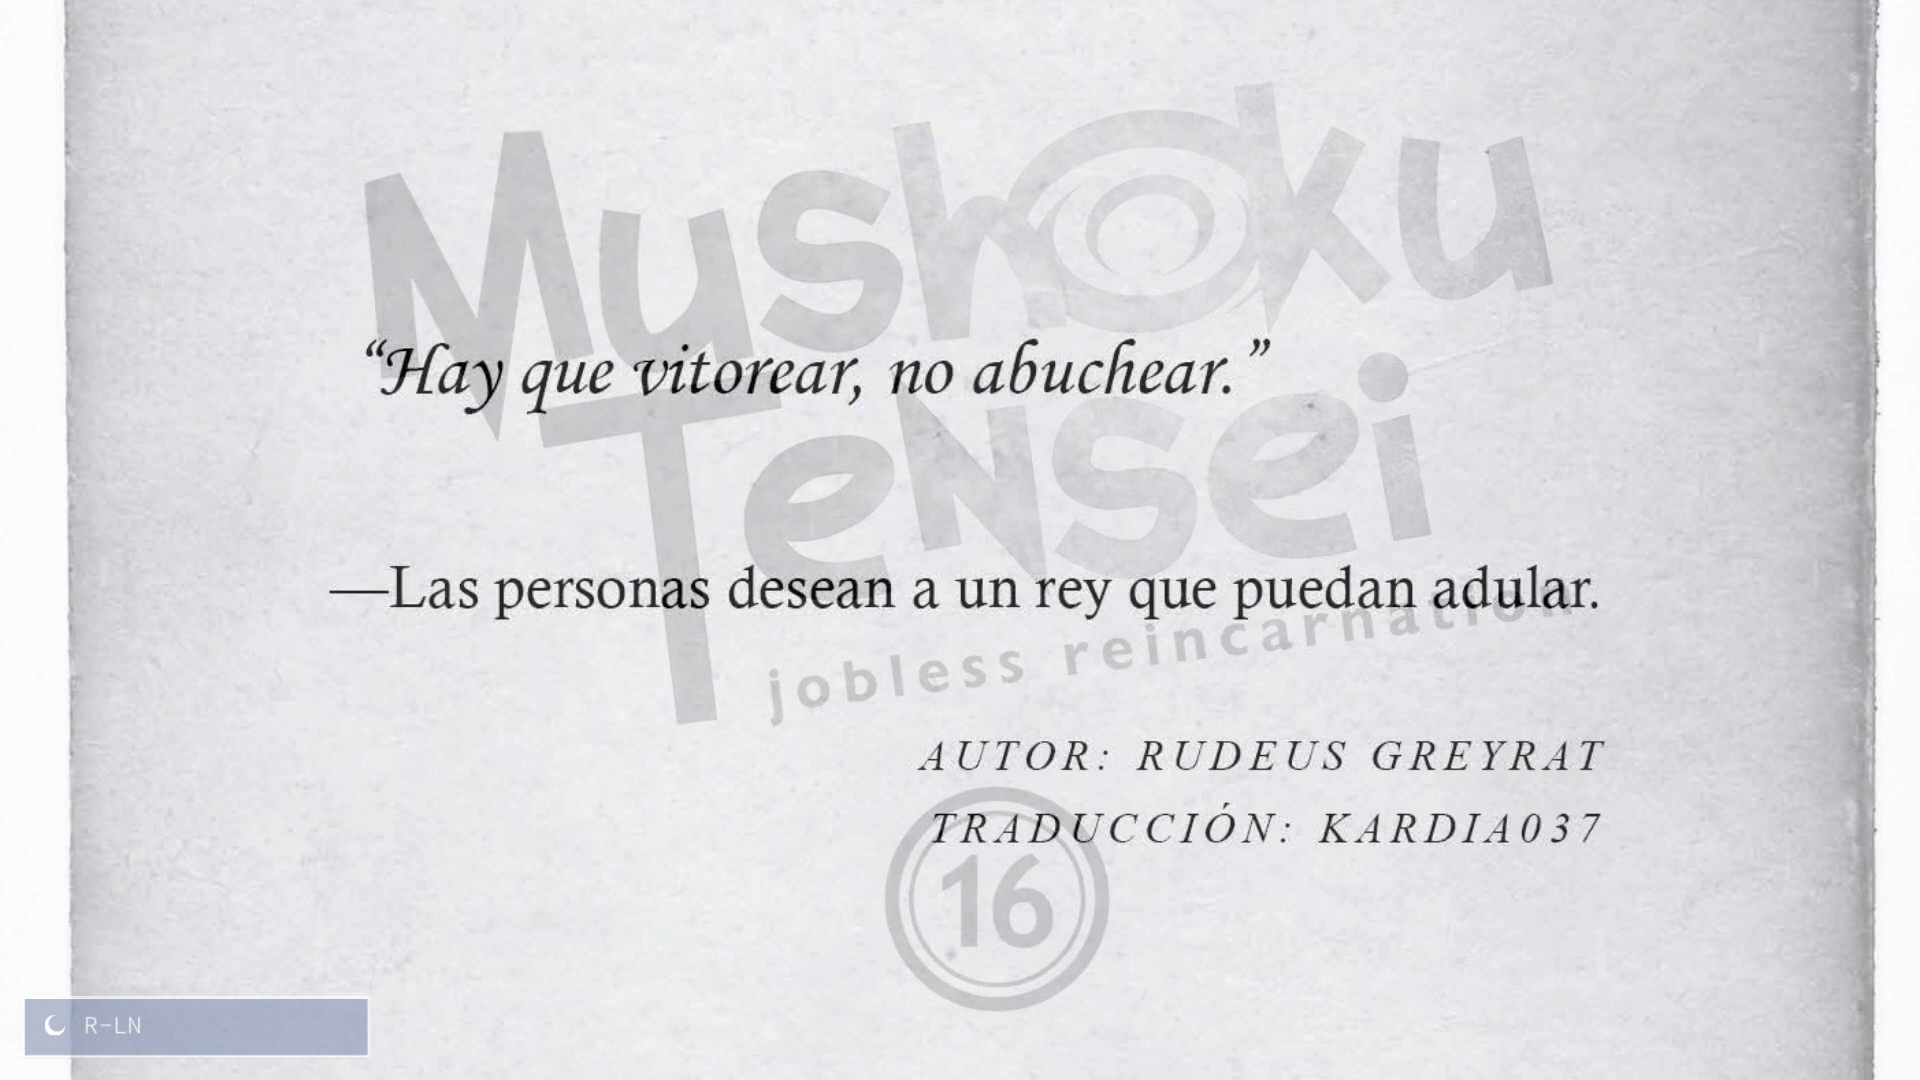 Mushoku
“Hay que vitorear, no abuchear.”
Tensei
—Las personas desean a un rey que puedan adular.
jobless reincarnation
AUTOR: RUDEUS GREYRAT
TRADUCCIÓN: KARDIA037
16
R-LN